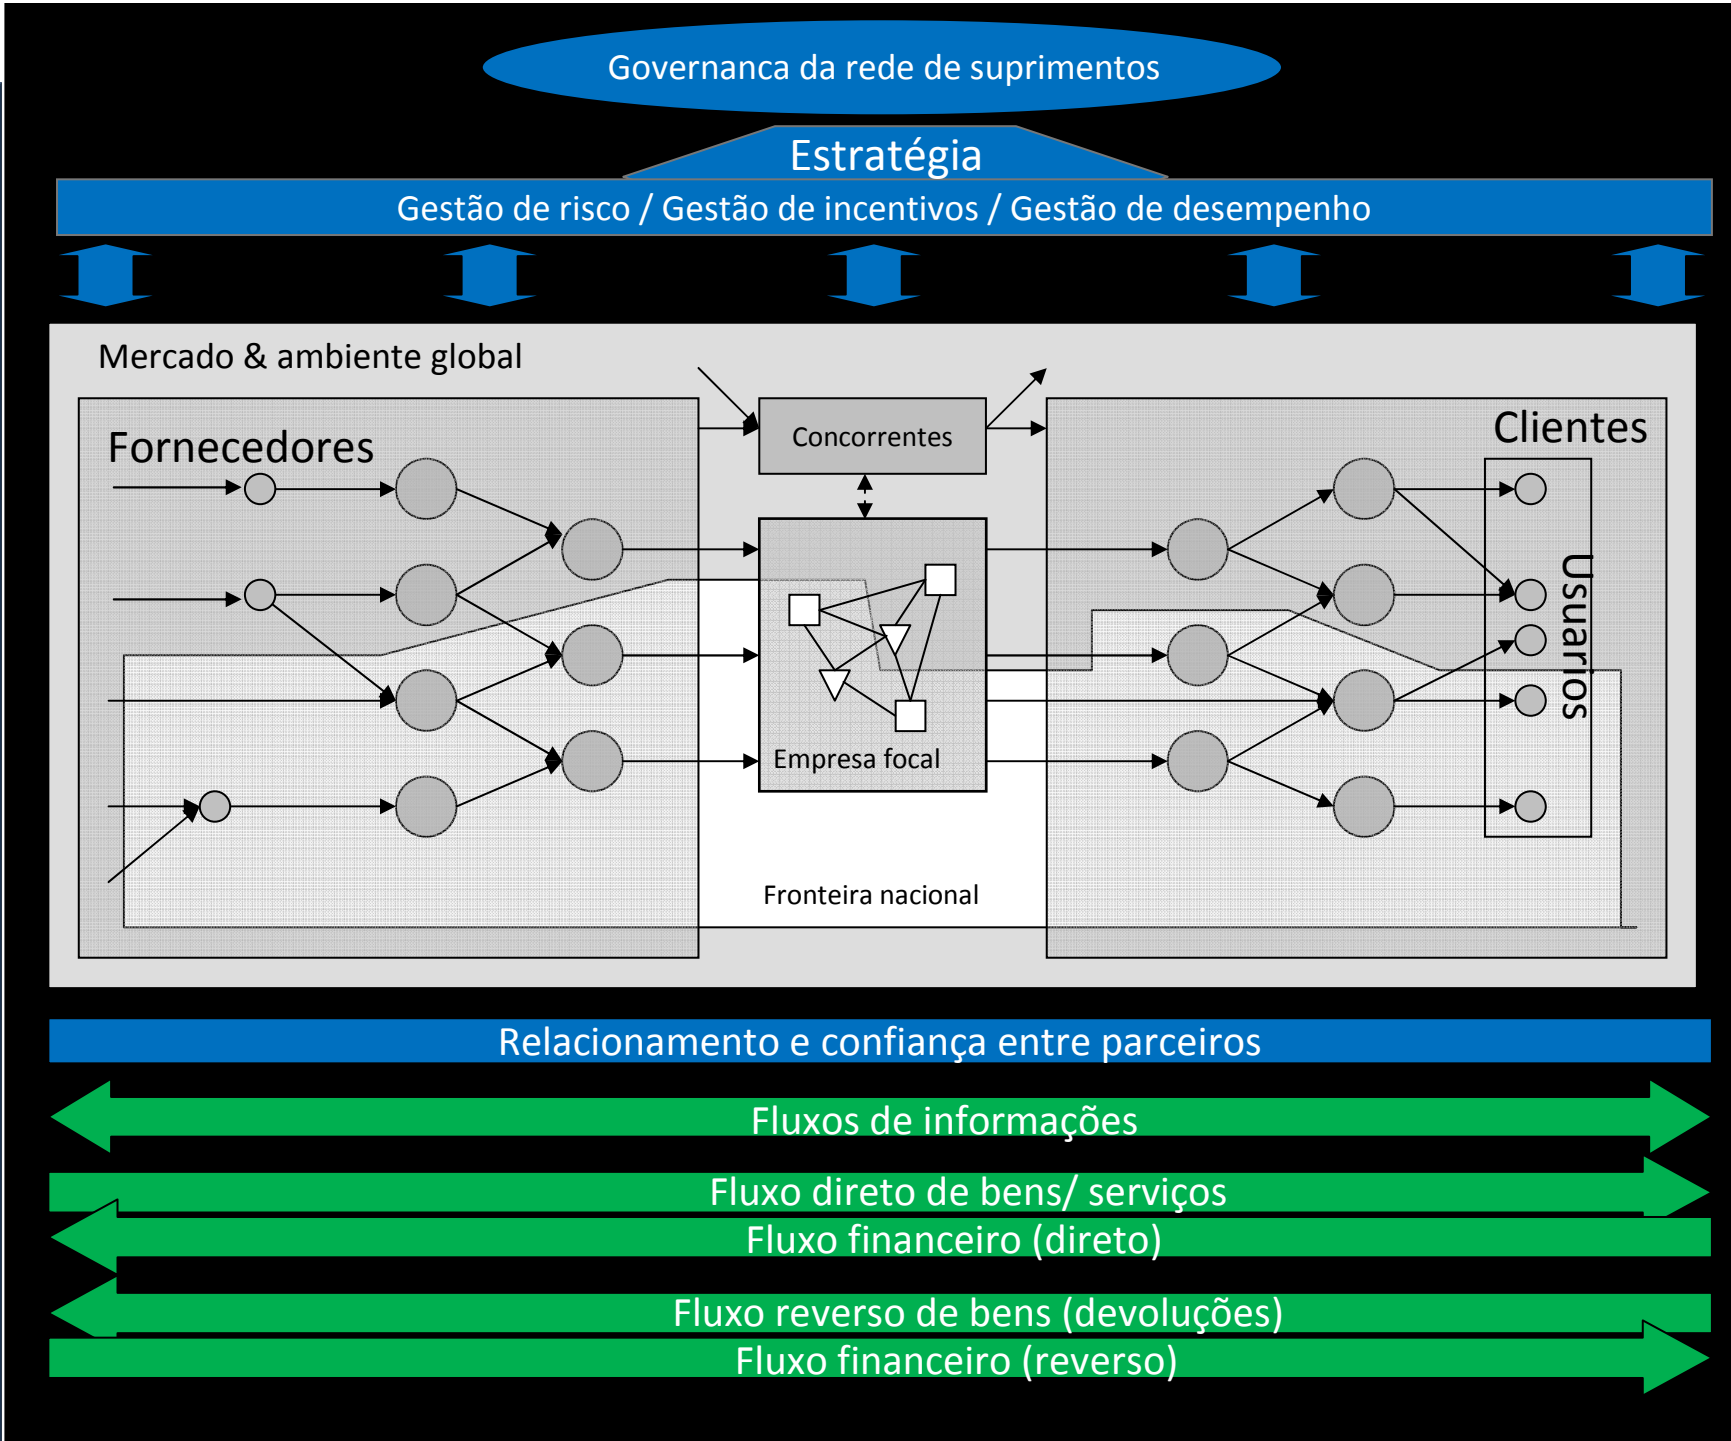 Governanca da rede de suprimentos
Estratégia
Gestão de risco / Gestão de incentivos / Gestão de desempenho
Mercado & ambiente global
Fornecedores
Concorrentes
Clientes
Usuarios
Empresa focal
Fronteira nacional
Relacionamento e confiança entre parceiros
Fluxos de informações
Fluxo direto de bens/ serviços
Fluxo financeiro (direto)
Fluxo reverso de bens (devoluções)
Fluxo financeiro (reverso)